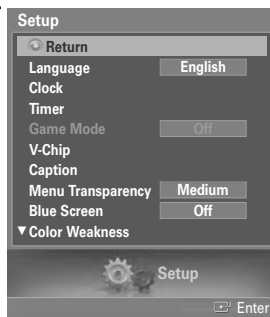 Setup
Return
Language English
Clock
Timer
Game Mode Off
V-Chip
Caption
Menu Transparency Medium
Blue Screen Off
▼ Color Weakness
Setup
Enter